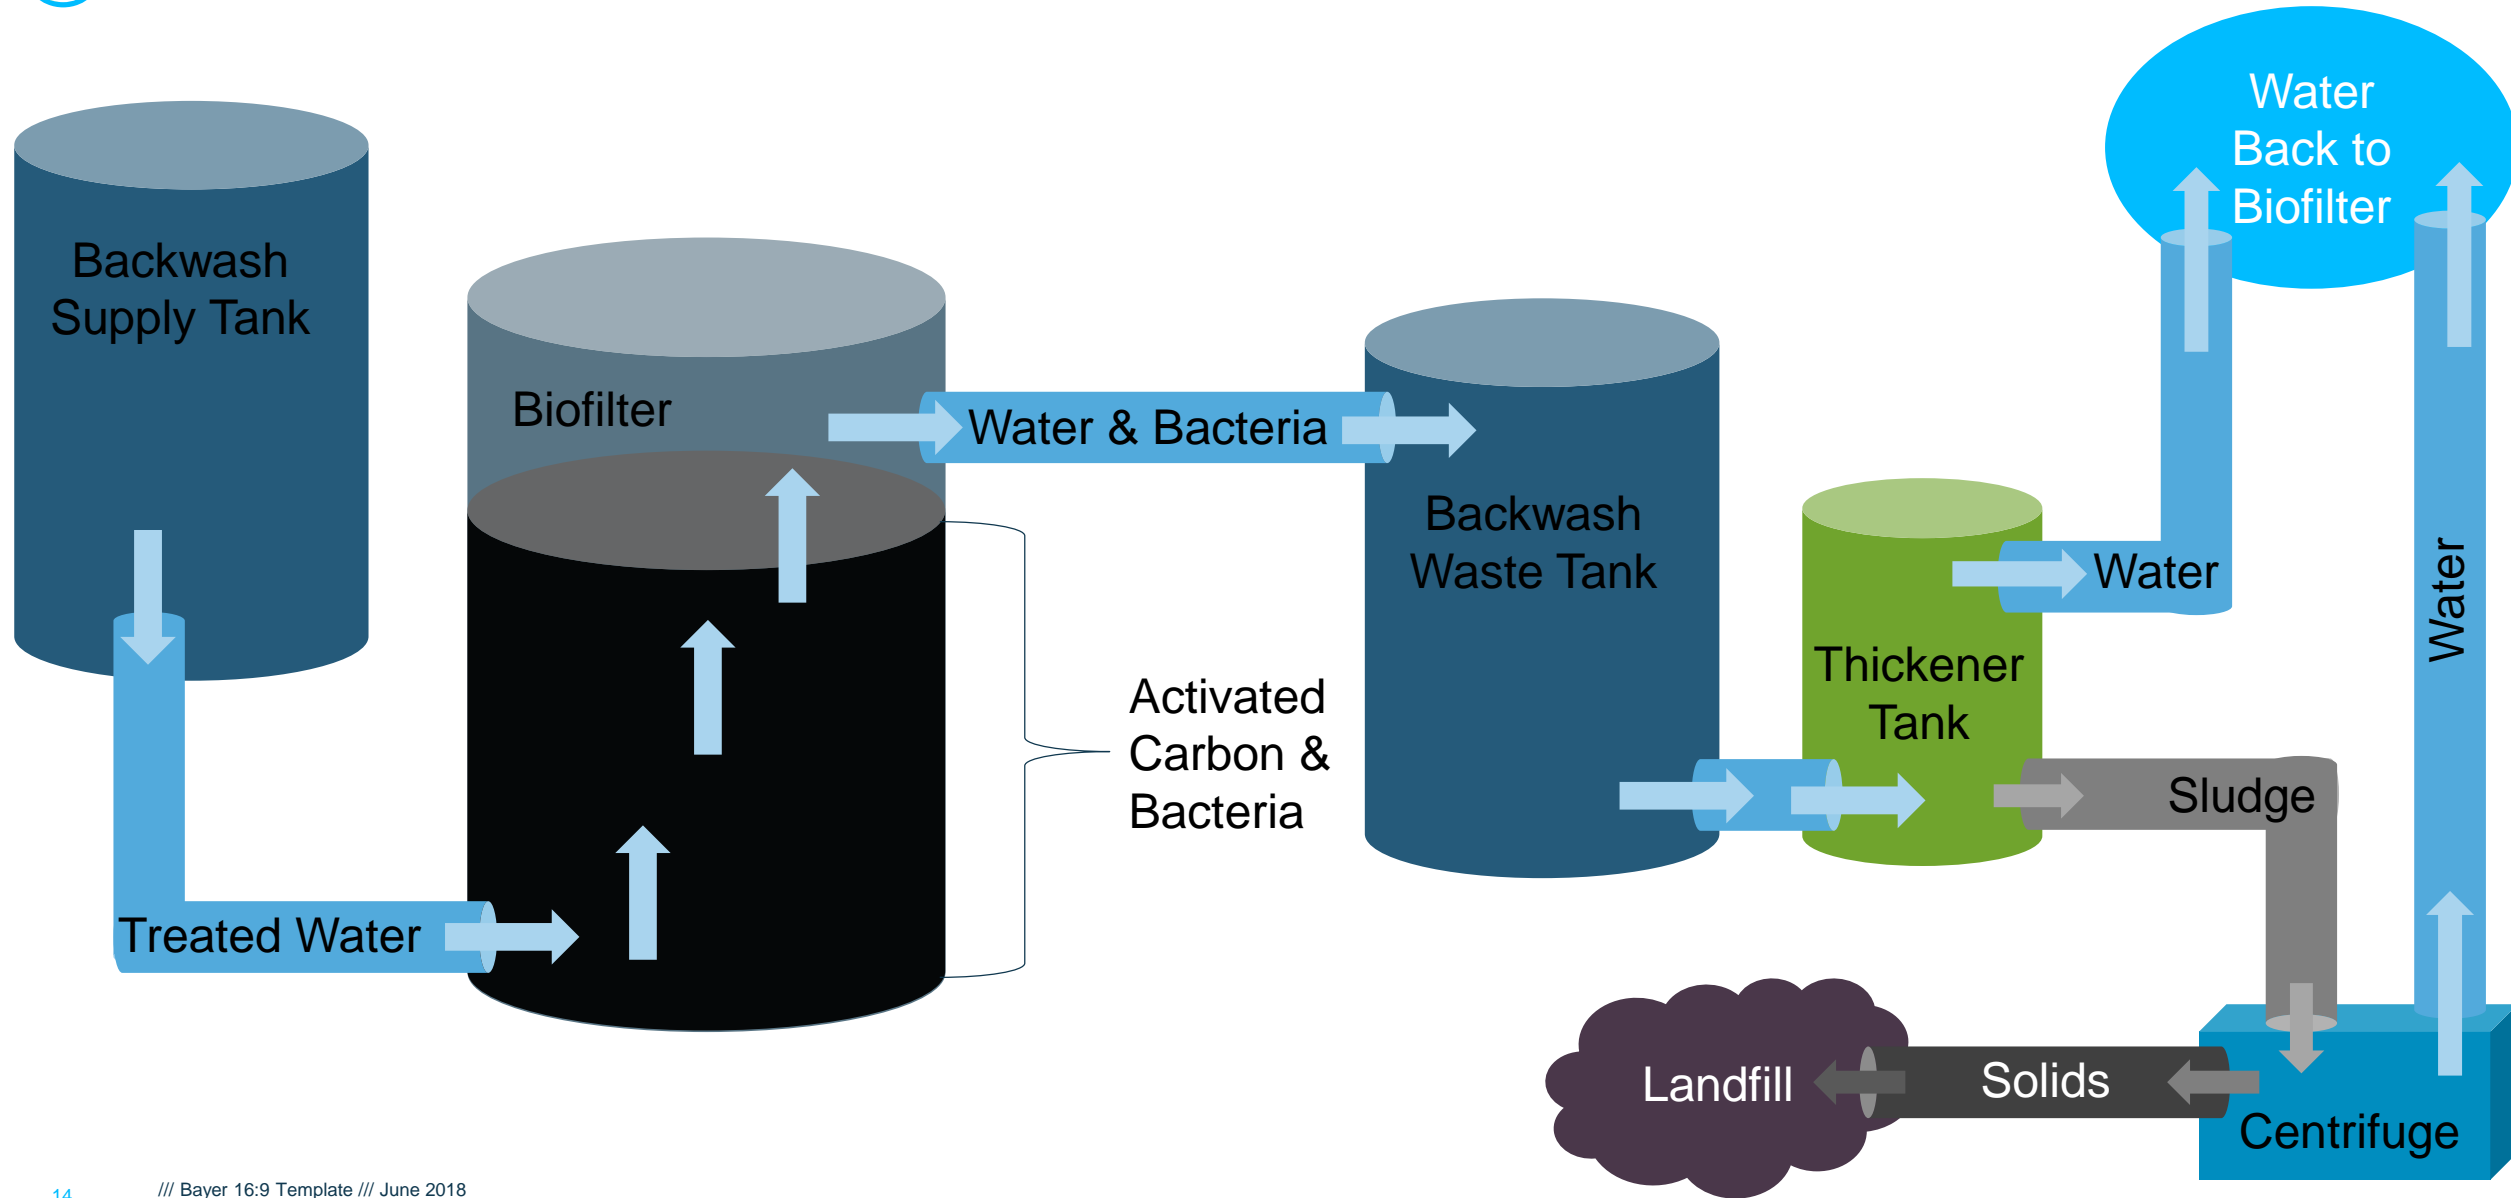 Water
Back to
Biofilter
Backwash
Supply Tank
Biofilter
Water & Bacteria
Backwash
Waste Tank
Water
Water
Thickener
Tank
Activated
Carbon &
Bacteria
Sludge
Treated Water
Landfill
Solids
Centrifuge
14
/// Bayer 16:9 Template /// June 2018